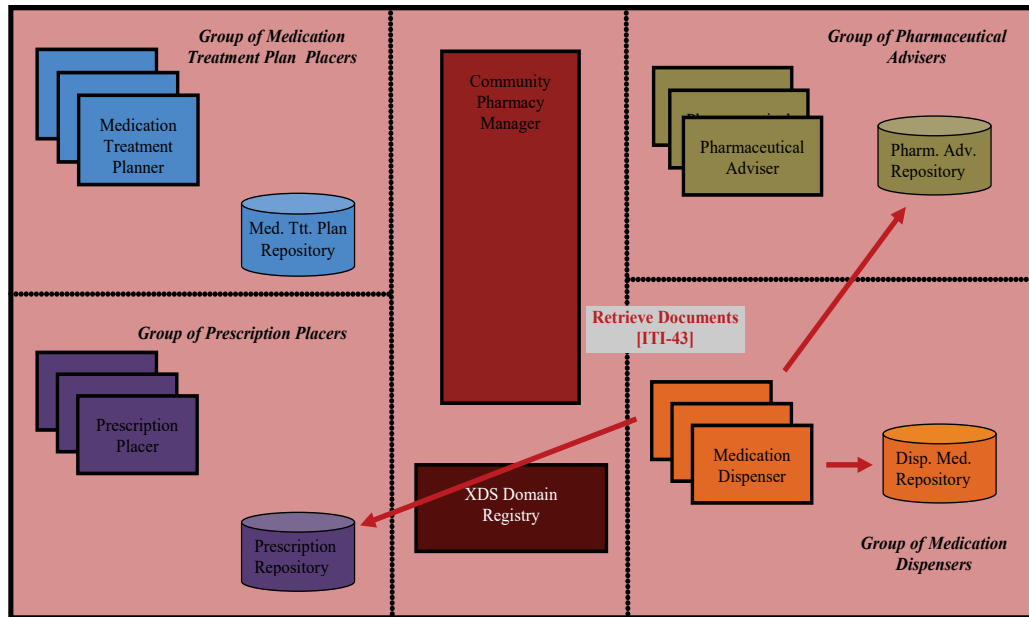 Group of Medication
Treatment Plan Placers
Medication
Treatment
Planner
Med. Ttt. Plan
Repository
Community
Pharmacy
Manager
Group of Pharmaceutical
Advisers
Pharmaceutical
Adviser
Pharm. Adv.
Repository
Group of Prescription Placers
Prescription
Placer
Prescription
Repository
XDS Domain
Registry
Retrieve Documents
[ITI-43]
Medication
Dispenser
Disp. Med.
Repository
Group of Medication
Dispensers